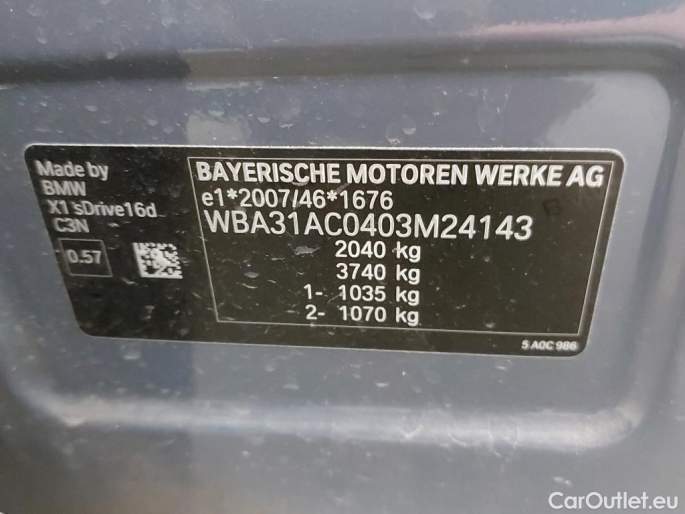 Made by
BMW
X1 sDrive16d
C3N
0.57
BAYERISCHE MOTOREN WERKE AG
e1*2007/46*1676
WBA31AC0403M24143
2040 kg
3740 kg
1- 1035 kg
2- 1070 kg
5 A0C 986
CarOutlet.eu